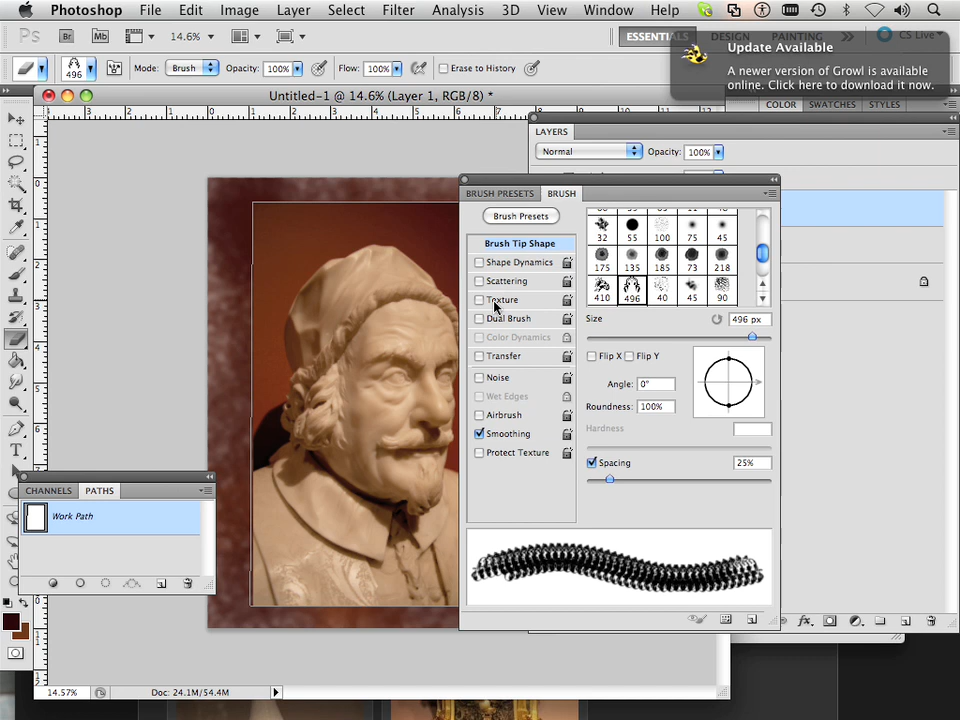 Photoshop File Edit Image Layer Select Filter Analysis 3D View Window Help
Ps Br Mb 14.6% ESSENTIALS DESIGN PAINTING CS Live
Update Available
A newer version of Growl is available
online. Click here to download it now.
496 Mode: Brush Opacity: 100% Flow: 100% Erase to History
Untitled-1 @ 14.6% (Layer 1, RGB/8) *
COLOR SWATCHES STYLES
LAYERS
Normal Opacity: 100%
BRUSH PRESETS BRUSH
Brush Presets
Brush Tip Shape
Shape Dynamics
Scattering
Texture
Dual Brush
Color Dynamics
Transfer
Noise
Wet Edges
Airbrush
Smoothing
Protect Texture
32 55 100 75 45
175 135 185 73 218
410 496 40 45 90
Size 496 px
Flip X Flip Y
Angle: 0°
Roundness: 100%
Hardness
Spacing 25%
CHANNELS PATHS
Work Path
14.57% Doc: 24.1M/54.4M